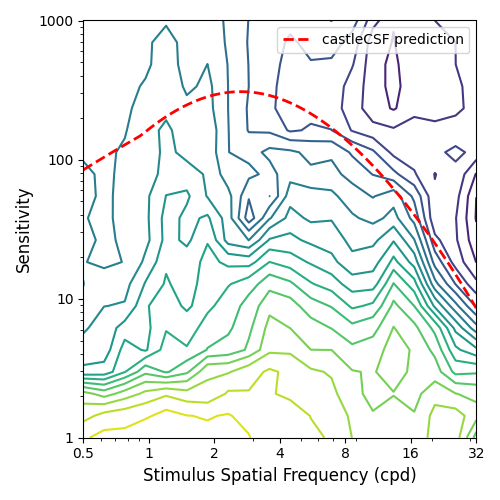 1000
castleCSF prediction
100
Sensitivity
10
1
0.5 1 2 4 8 16 32
Stimulus Spatial Frequency (cpd)